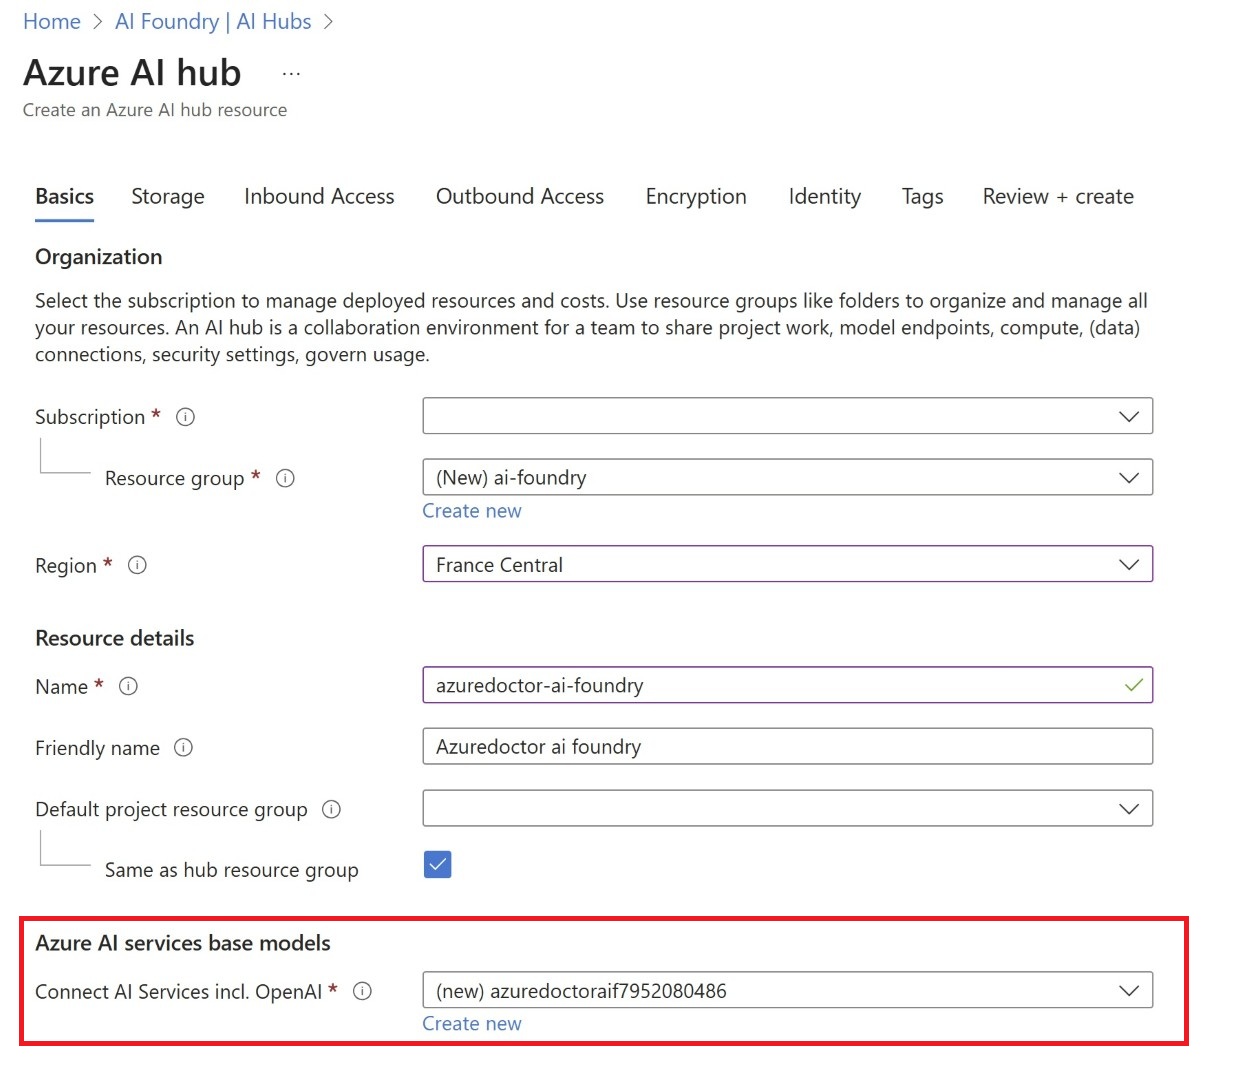 Home > AI Foundry | AI Hubs >
Azure AI hub ...
Create an Azure AI hub resource
Basics Storage Inbound Access Outbound Access Encryption Identity Tags Review + create
Organization
Select the subscription to manage deployed resources and costs. Use resource groups like folders to organize and manage all
your resources. An AI hub is a collaboration environment for a team to share project work, model endpoints, compute, (data)
connections, security settings, govern usage.
Subscription *
Resource group * (New) ai-foundry
Create new
Region * France Central
Resource details
Name * azuredoctor-ai-foundry
Friendly name Azuredoctor ai foundry
Default project resource group
Same as hub resource group
Azure AI services base models
Connect AI Services incl. OpenAI * (new) azuredoctoraif7952080486
Create new